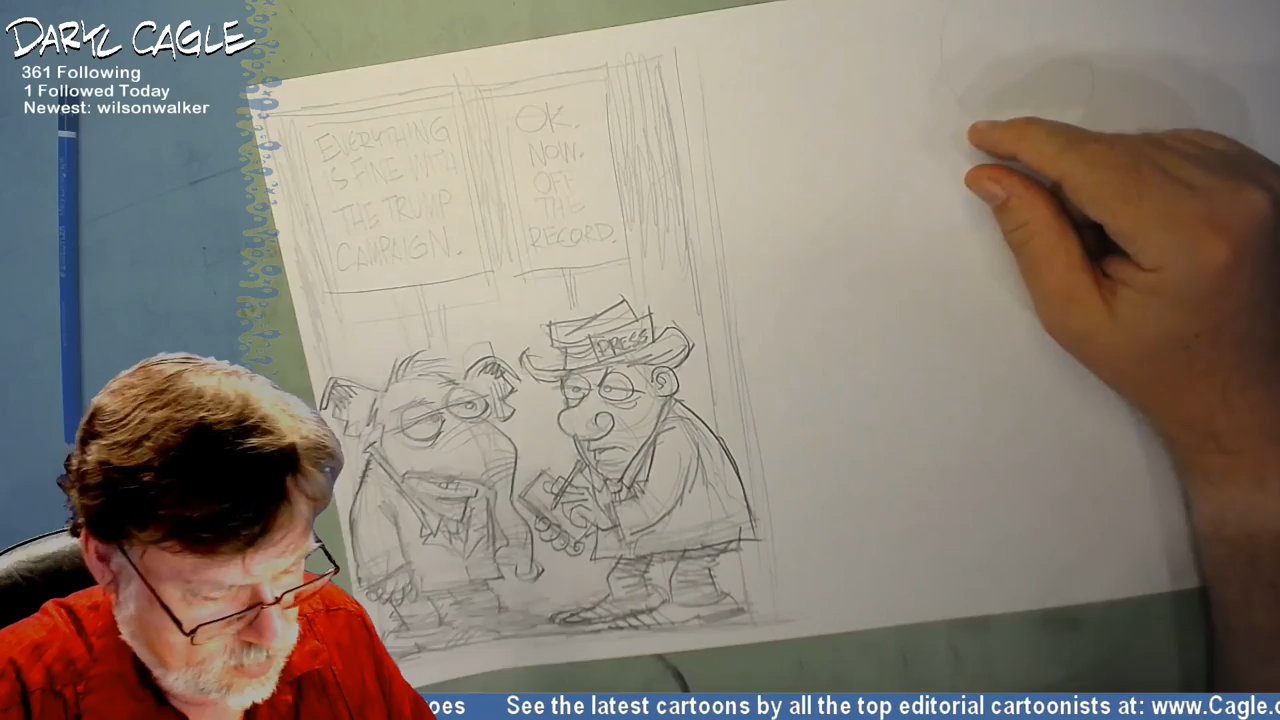 DARYL CAGLE
361 Following
1 Followed Today
Newest: wilsonwalker
EVERYTHING
IS FINE WITH
THE TRUMP
CAMPAIGN.
OK.
NOW.
OFF
THE
RECORD.
PRESS
oes See the latest cartoons by all the top editorial cartoonists at: www.Cagle.c